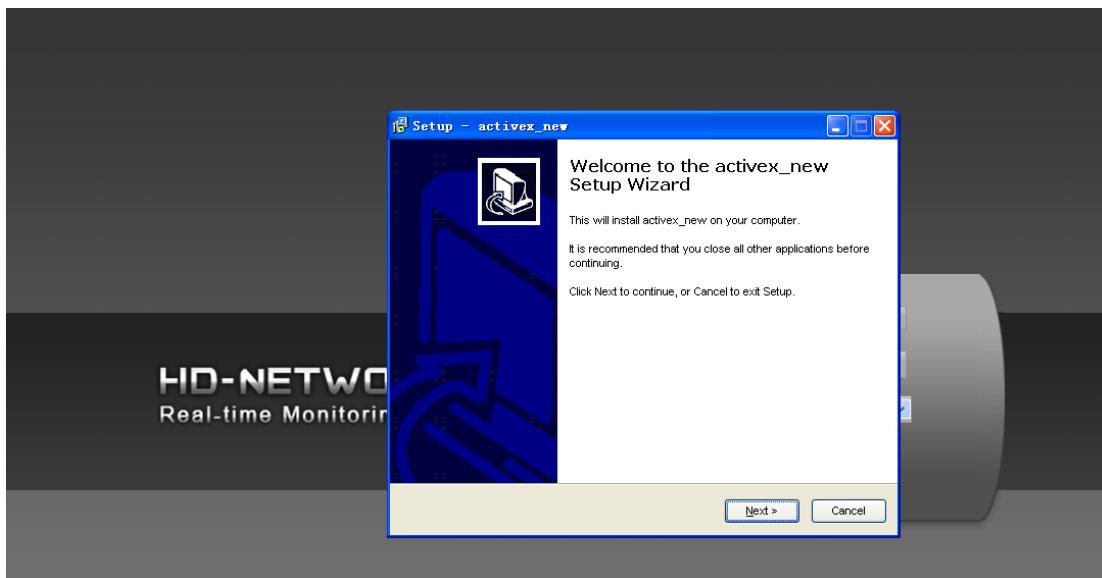 Setup - activex_new
Welcome to the activex_new
Setup Wizard
This will install activex_new on your computer.
It is recommended that you close all other applications before
continuing.
Click Next to continue, or Cancel to exit Setup.
HD-NETWO
Real-time Monitorin
Next >
Cancel